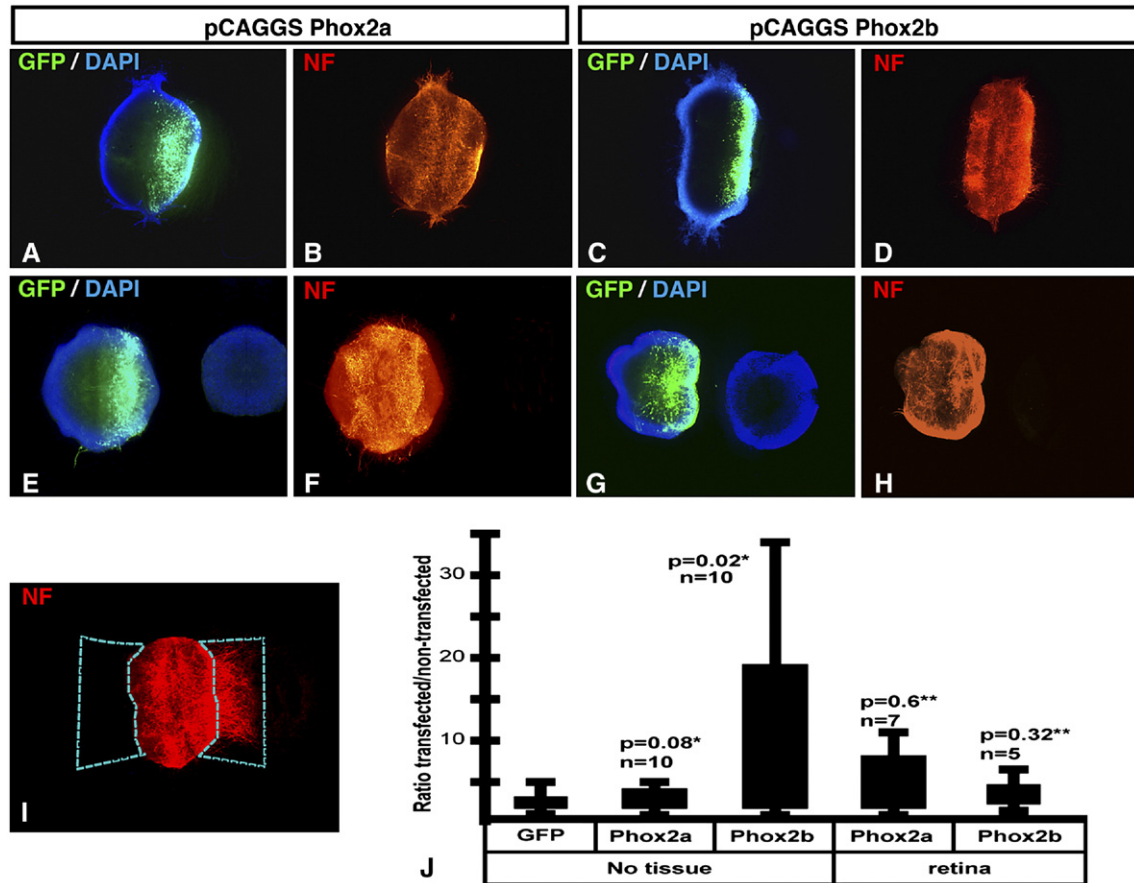 pCAGGS Phox2a
pCAGGS Phox2b
GFP / DAPI
NF
GFP / DAPI
NF
A
B
C
D
GFP / DAPI
NF
GFP / DAPI
NF
E
F
G
H
NF
I
Ratio transfected/non-transfected
30
20
10
p=0.08*
n=10
p=0.02*
n=10
p=0.6**
n=7
p=0.32**
n=5
GFP
Phox2a
Phox2b
Phox2a
Phox2b
No tissue
retina
J